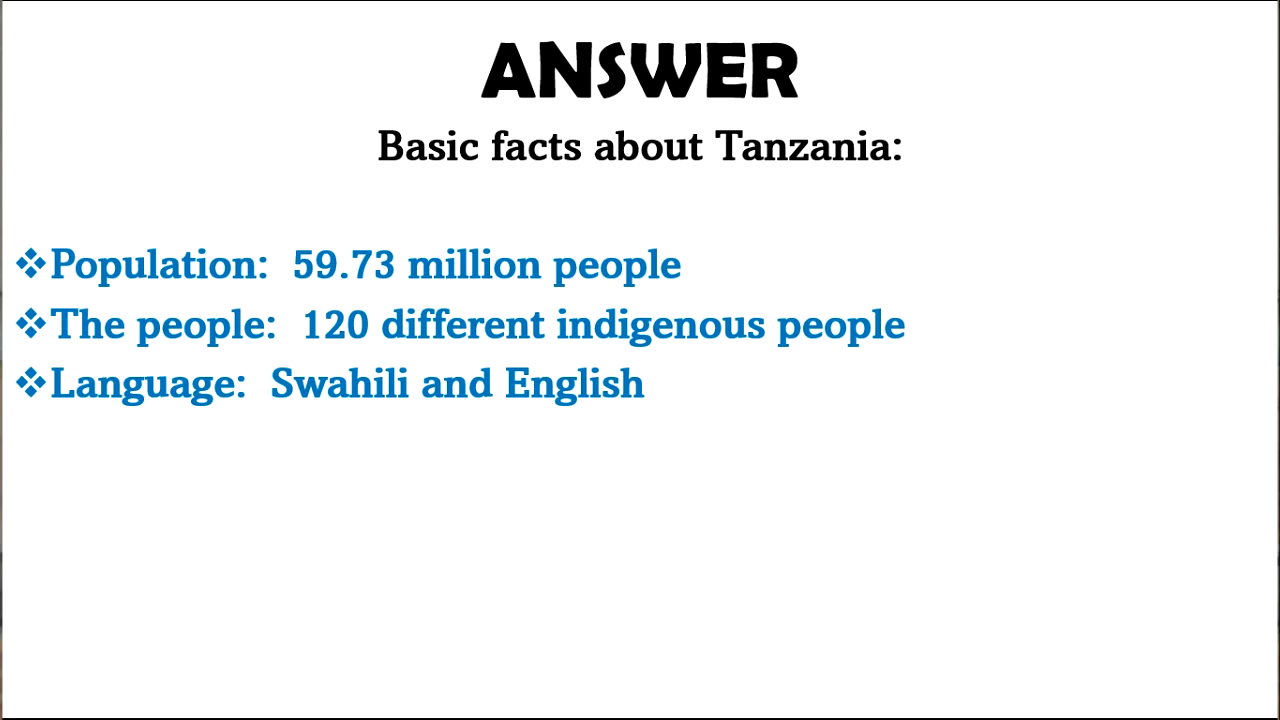 ANSWER
Basic facts about Tanzania:
❖Population: 59.73 million people
❖The people: 120 different indigenous people
❖Language: Swahili and English